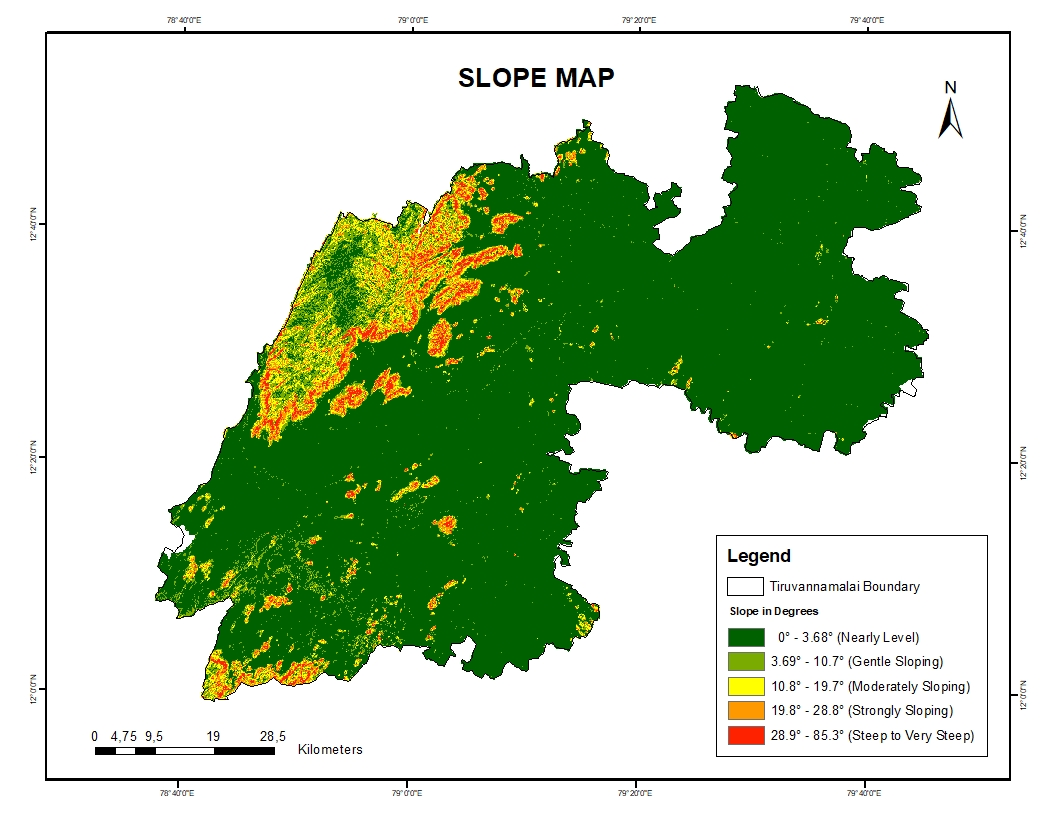 78°40'0"E 79°0'0"E 79°20'0"E 79°40'0"E
SLOPE MAP
N
12°40'0"N 12°40'0"N
12°20'0"N 12°20'0"N
12°0'0"N 12°0'0"N
Legend
Tiruvannamalai Boundary
Slope in Degrees
0° - 3.68° (Nearly Level)
3.69° - 10.7° (Gentle Sloping)
10.8° - 19.7° (Moderately Sloping)
19.8° - 28.8° (Strongly Sloping)
28.9° - 85.3° (Steep to Very Steep)
0 4,75 9,5 19 28,5
Kilometers
78°40'0"E 79°0'0"E 79°20'0"E 79°40'0"E